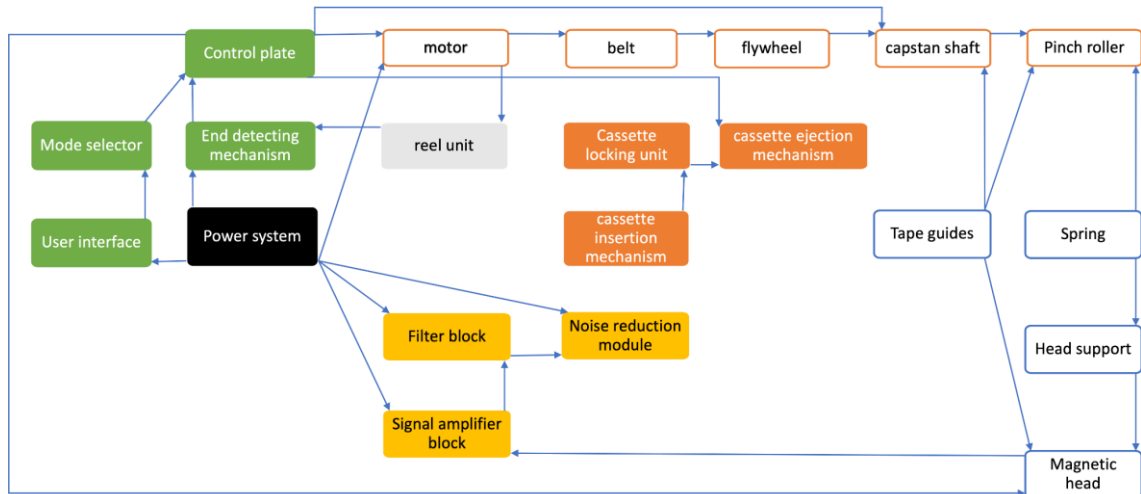 Control plate
motor
belt
flywheel
capstan shaft
Pinch roller
Mode selector
End detecting
mechanism
reel unit
Cassette
locking unit
cassette ejection
mechanism
User interface
Power system
cassette
insertion
mechanism
Tape guides
Spring
Filter block
Noise reduction
module
Head support
Signal amplifier
block
Magnetic
head